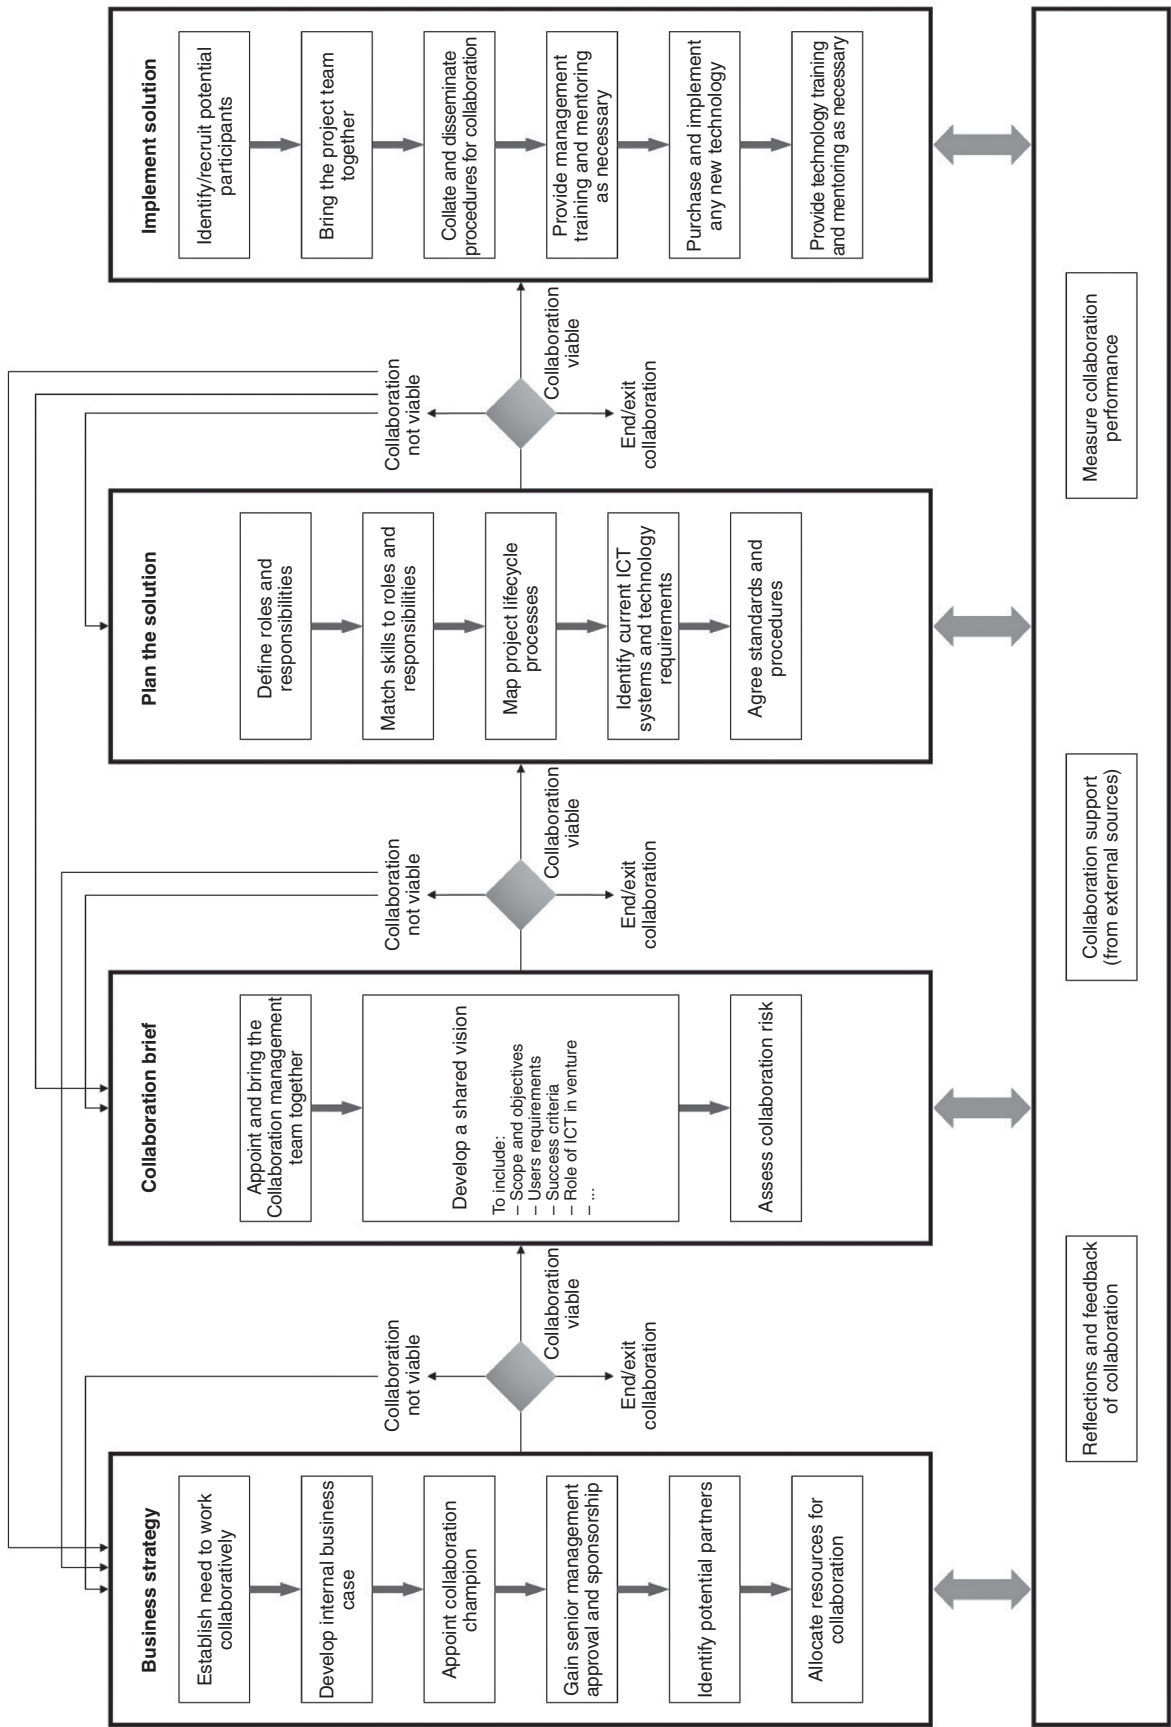 Business strategy
Establish need to work
collaboratively
Develop internal business
case
Appoint collaboration
champion
Gain senior management
approval and sponsorship
Identify potential partners
Allocate resources for
collaboration
Collaboration
not viable
Collaboration
viable
End/exit
collaboration
Collaboration brief
Appoint and bring the
Collaboration management
team together
Develop a shared vision
To include:
– Scope and objectives
– Users requirements
– Success criteria
– Role of ICT in venture
– ...
Assess collaboration risk
Collaboration
not viable
Collaboration
viable
End/exit
collaboration
Plan the solution
Define roles and
responsibilities
Match skills to roles and
responsibilities
Map project lifecycle
processes
Identify current ICT
systems and technology
requirements
Agree standards and
procedures
Collaboration
not viable
Collaboration
viable
End/exit
collaboration
Implement solution
Identify/recruit potential
participants
Bring the project team
together
Collate and disseminate
procedures for collaboration
Provide management
training and mentoring
as necessary
Purchase and implement
any new technology
Provide technology training
and mentoring as necessary
Reflections and feedback
of collaboration
Collaboration support
(from external sources)
Measure collaboration
performance